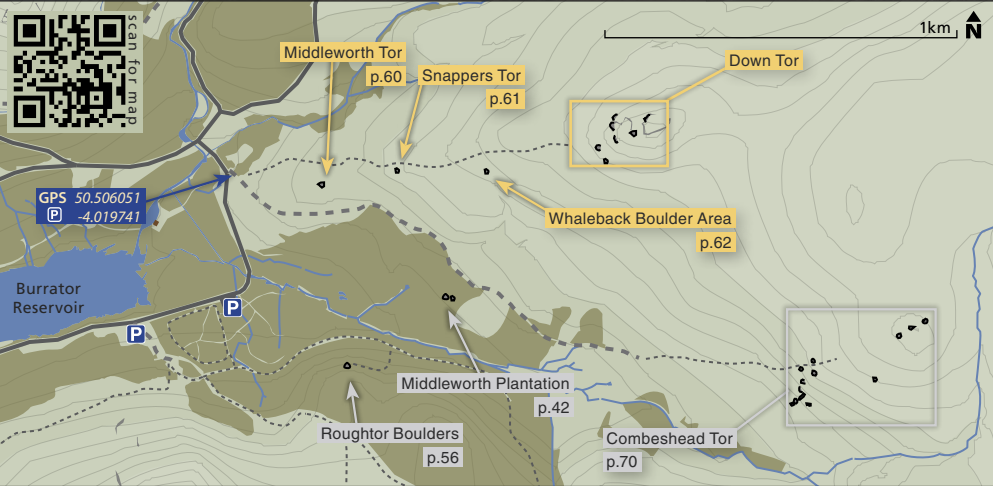 scan for map
1km
N
Middleworth Tor
p.60
Snappers Tor
p.61
Down Tor
GPS 50.506051
P -4.019741
Whaleback Boulder Area
p.62
Burrator
Reservoir
P
P
Middleworth Plantation
p.42
Roughtor Boulders
p.56
Combeshead Tor
p.70